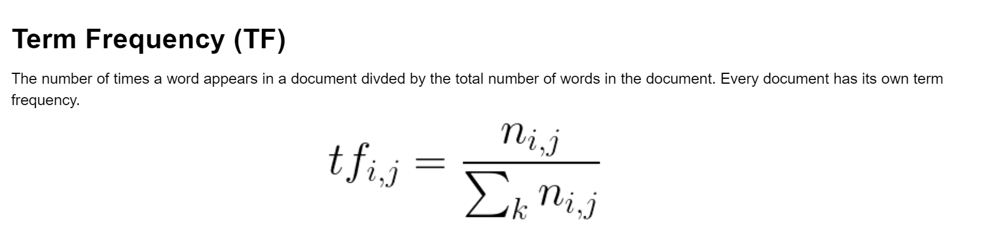 Term Frequency (TF)
The number of times a word appears in a document divded by the total number of words in the document. Every document has its own term
frequency.
$tf_{i,j} = \frac{n_{i,j}}{\sum_k n_{i,j}}$